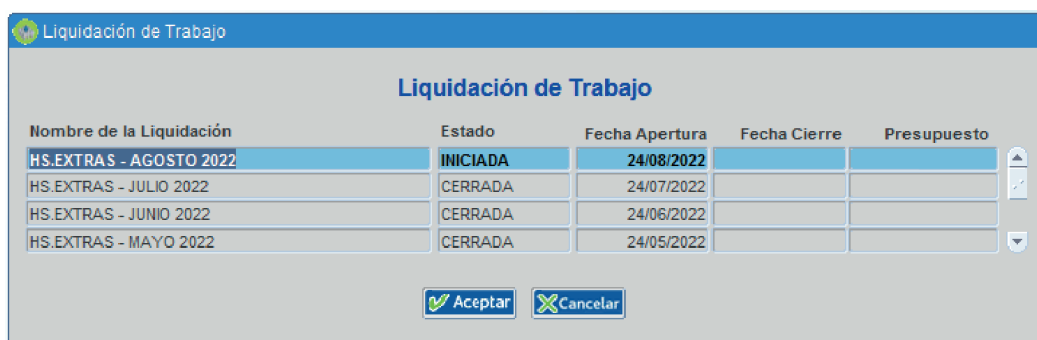 Liquidación de Trabajo
Liquidación de Trabajo
Nombre de la Liquidación Estado Fecha Apertura Fecha Cierre Presupuesto
HS.EXTRAS - AGOSTO 2022 INICIADA 24/08/2022
HS.EXTRAS - JULIO 2022 CERRADA 24/07/2022
HS.EXTRAS - JUNIO 2022 CERRADA 24/06/2022
HS.EXTRAS - MAYO 2022 CERRADA 24/05/2022
Aceptar Cancelar